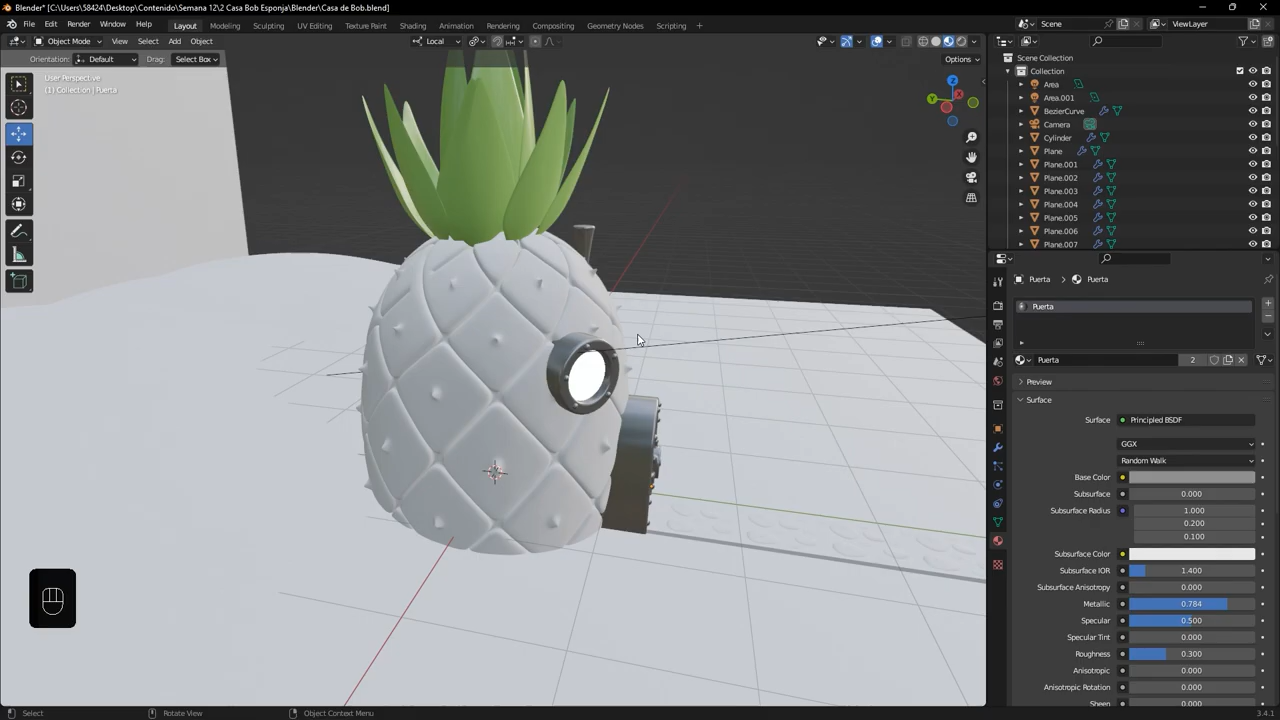 Blender* [C:\Users\58424\Desktop\Contenido\Semana 12\2 Casa Bob Esponja\Blender\Casa de Bob.blend]
File Edit Render Window Help Layout Modeling Sculpting UV Editing Texture Paint Shading Animation Rendering Compositing Geometry Nodes Scripting + Scene ViewLayer
Object Mode View Select Add Object Local
Orientation: Default Drag: Select Box Options
User Perspective
(1) Collection | Puerta
Z
Y
X
Scene Collection
Collection
Area
Area.001
BezierCurve
Camera
Cylinder
Plane
Plane.001
Plane.002
Plane.003
Plane.004
Plane.005
Plane.006
Plane.007
Puerta > Puerta
Puerta
Puerta 2
Preview
Surface
Surface Principled BSDF
GGX
Random Walk
Base Color
Subsurface 0.000
Subsurface Radius 1.000
0.200
0.100
Subsurface Color
Subsurface IOR 1.400
Subsurface Anisotropy 0.000
Metallic 0.784
Specular 0.500
Specular Tint 0.000
Roughness 0.300
Anisotropic 0.000
Anisotropic Rotation 0.000
Sheen 0.000
Select Rotate View Object Context Menu 3.4.1